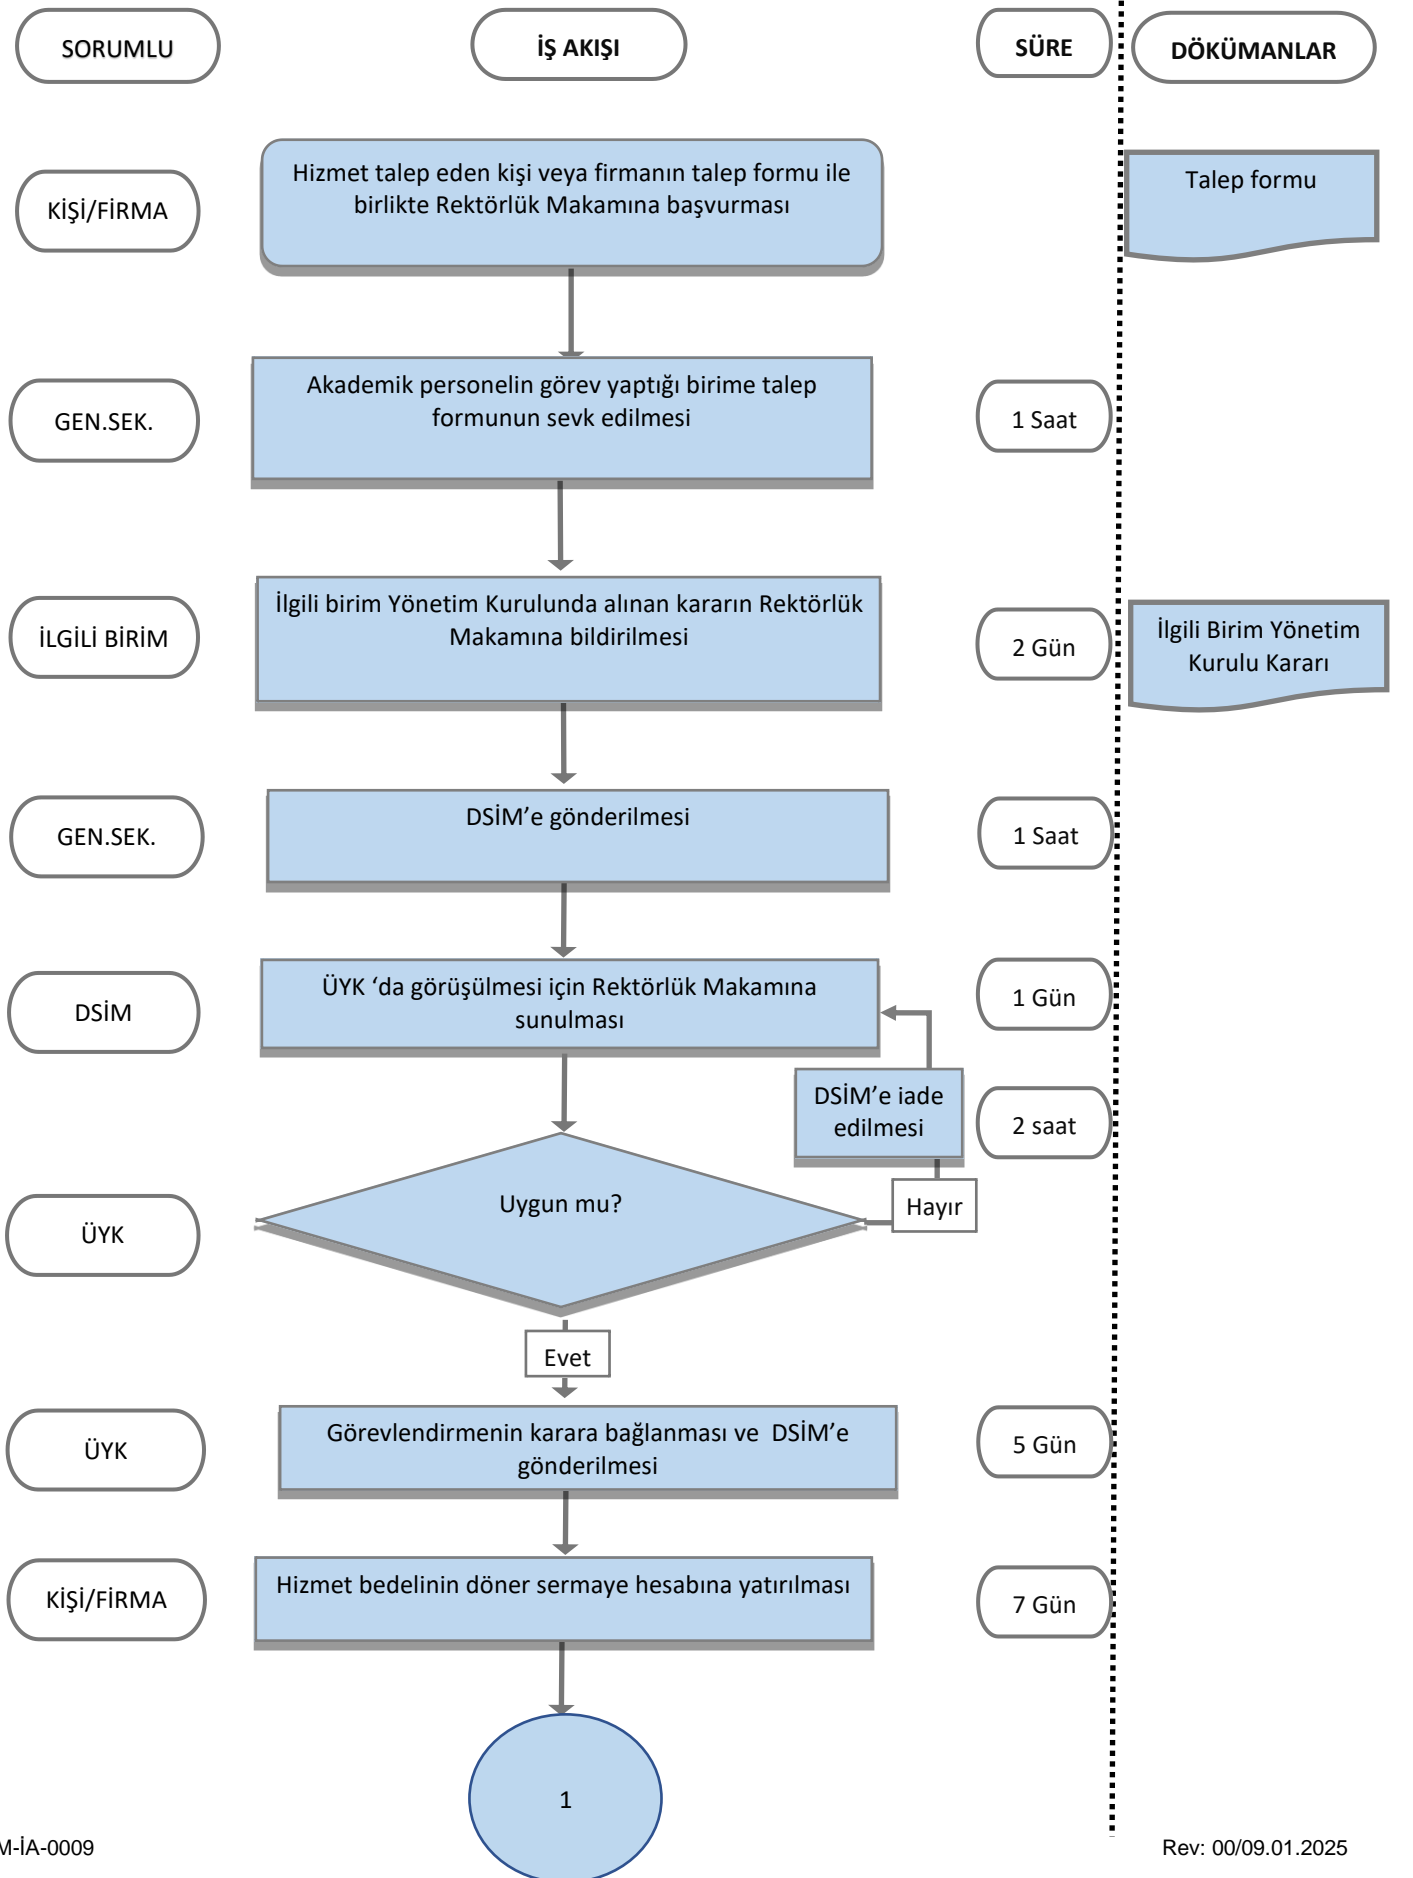 SORUMLU
İŞ AKIŞI
SÜRE
DÖKÜMANLAR
KİŞİ/FİRMA
Hizmet talep eden kişi veya firmanın talep formu ile
birlikte Rektörlük Makamına başvurması
Talep formu
GEN.SEK.
Akademik personelin görev yaptığı birime talep
formunun sevk edilmesi
1 Saat
İLGİLİ BİRİM
İlgili birim Yönetim Kurulunda alınan kararın Rektörlük
Makamına bildirilmesi
2 Gün
İlgili Birim Yönetim
Kurulu Kararı
GEN.SEK.
DSİM’e gönderilmesi
1 Saat
DSİM
ÜYK ‘da görüşülmesi için Rektörlük Makamına
sunulması
1 Gün
DSİM’e iade
edilmesi
2 saat
ÜYK
Uygun mu?
Hayır
Evet
ÜYK
Görevlendirmenin karara bağlanması ve  DSİM’e
gönderilmesi
5 Gün
KİŞİ/FİRMA
Hizmet bedelinin döner sermaye hesabına yatırılması
7 Gün
1
M-İA-0009
Rev: 00/09.01.2025